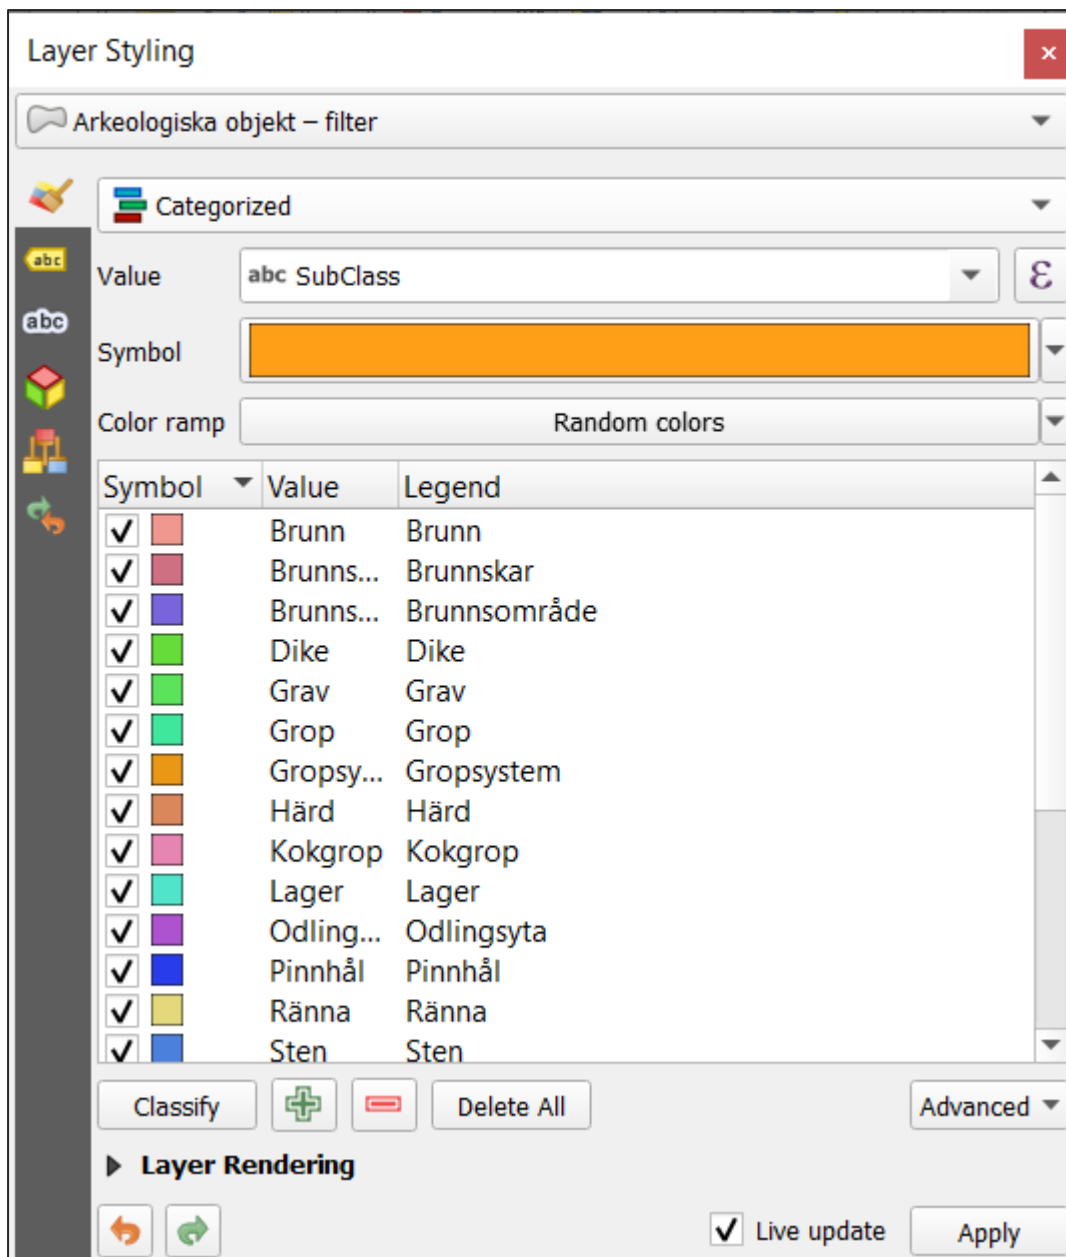 Layer Styling
Arkeologiska objekt – filter
Categorized
abc
Value abc SubClass ε
abc
Symbol
Color ramp Random colors
Symbol Value Legend
Brunn Brunn
Brunns... Brunnskar
Brunns... Brunnsområde
Dike Dike
Grav Grav
Grop Grop
Gropsy... Gropsystem
Härd Härd
Kokgrop Kokgrop
Lager Lager
Odling... Odlingsyta
Pinnhål Pinnhål
Ränna Ränna
Sten Sten
Classify Delete All Advanced
Layer Rendering
Live update Apply